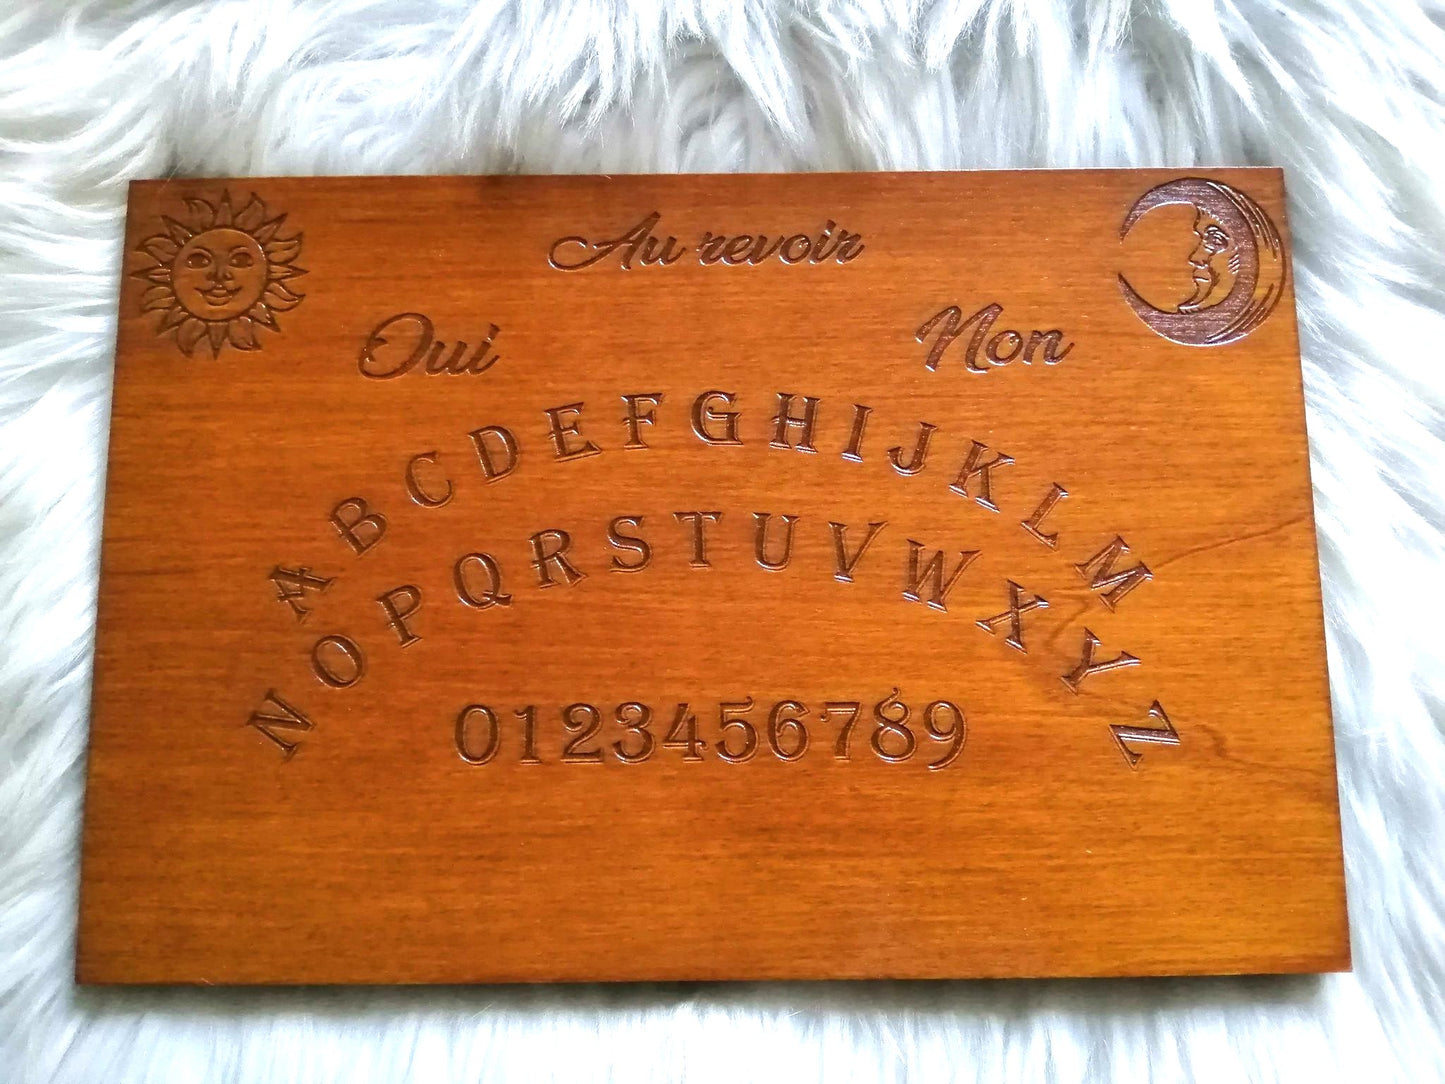 Au revoir
Oui Non
ABCDEFGHIJKLM
NOPQRSTUVWXYZ
0123456789